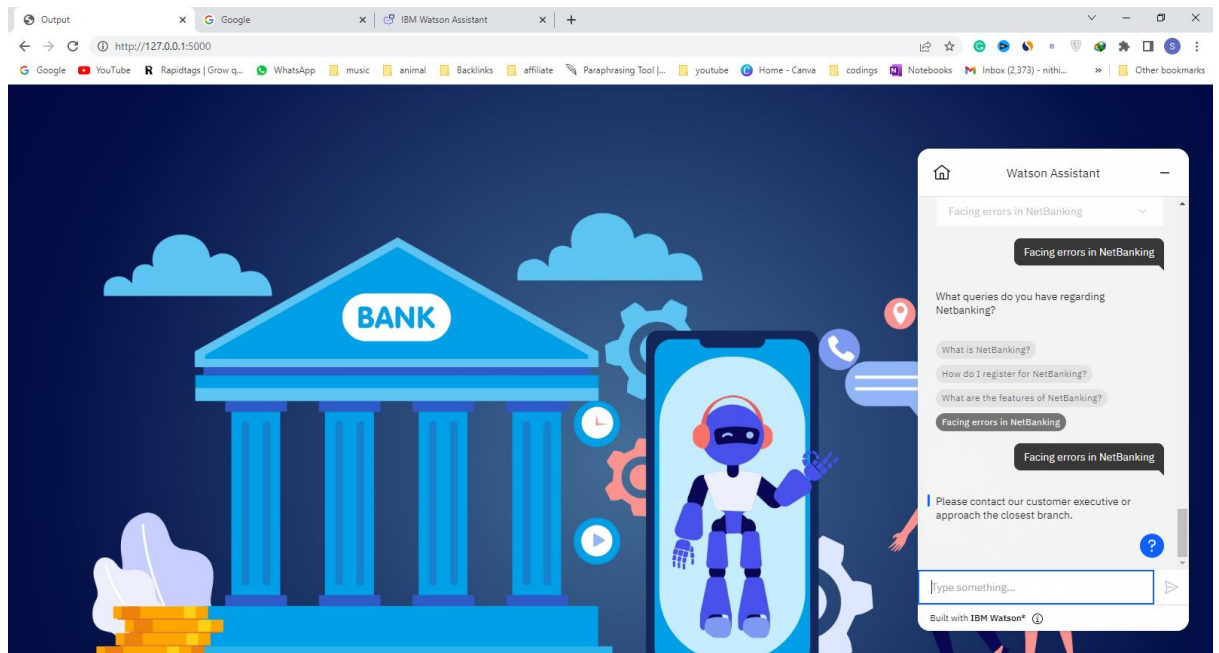 Output
Google
IBM Watson Assistant
http://127.0.0.1:5000
Google
YouTube
Rapidtags | Grow q...
WhatsApp
music
animal
Backlinks
affiliate
Paraphrasing Tool |...
youtube
Home - Canva
codings
Notebooks
Inbox (2,373) - nithi...
»
Other bookmarks
BANK
Watson Assistant
Facing errors in NetBanking
Facing errors in NetBanking
What queries do you have regarding
Netbanking?
What is NetBanking?
How do I register for NetBanking?
What are the features of NetBanking?
Facing errors in NetBanking
Facing errors in NetBanking
Please contact our customer executive or
approach the closest branch.
?
Type something...
Built with IBM Watson®